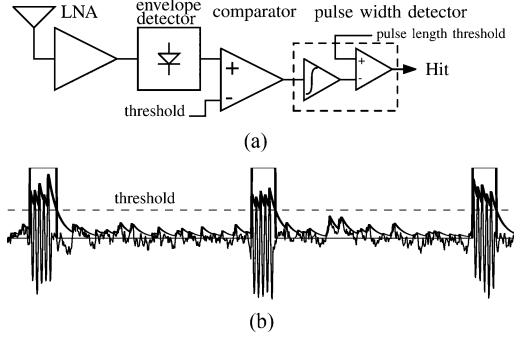 LNA
envelope
detector
comparator
pulse width detector
pulse length threshold
+
-
+
-
Hit
threshold
(a)
threshold
(b)